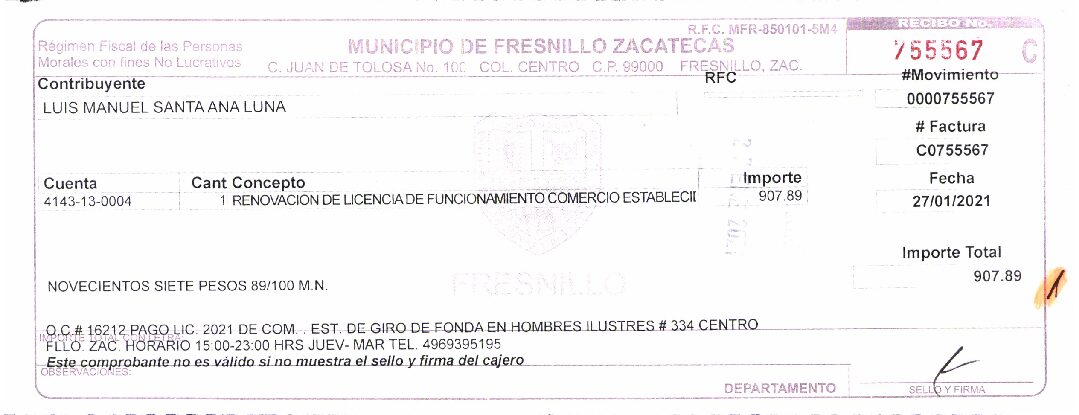 R.F.C. MFR-850101-5M4
RECIBO No.
Régimen Fiscal de las Personas
Morales con fines No Lucrativos
MUNICIPIO DE FRESNILLO ZACATECAS
C. JUAN DE TOLOSA No. 100 COL. CENTRO C.P. 99000 FRESNILLO, ZAC.
755567 C
Contribuyente
RFC
#Movimiento
LUIS MANUEL SANTA ANA LUNA
0000755567
# Factura
C0755567
Cuenta Cant Concepto Importe
Fecha
4143-13-0004 1 RENOVACION DE LICENCIA DE FUNCIONAMIENTO COMERCIO ESTABLECII 907.89
27/01/2021
Importe Total
907.89
FRESNILLO
NOVECIENTOS SIETE PESOS 89/100 M.N.
1
O.C.# 16212 PAGO LIC. 2021 DE COM. . EST. DE GIRO DE FONDA EN HOMBRES ILUSTRES # 334 CENTRO
IMPORTE TOTAL CON LETRA:
FLLO. ZAC. HORARIO 15:00-23:00 HRS JUEV- MAR TEL. 4969395195
Este comprobante no es válido si no muestra el sello y firma del cajero
OBSERVACIONES:
DEPARTAMENTO
SELLO Y FIRMA